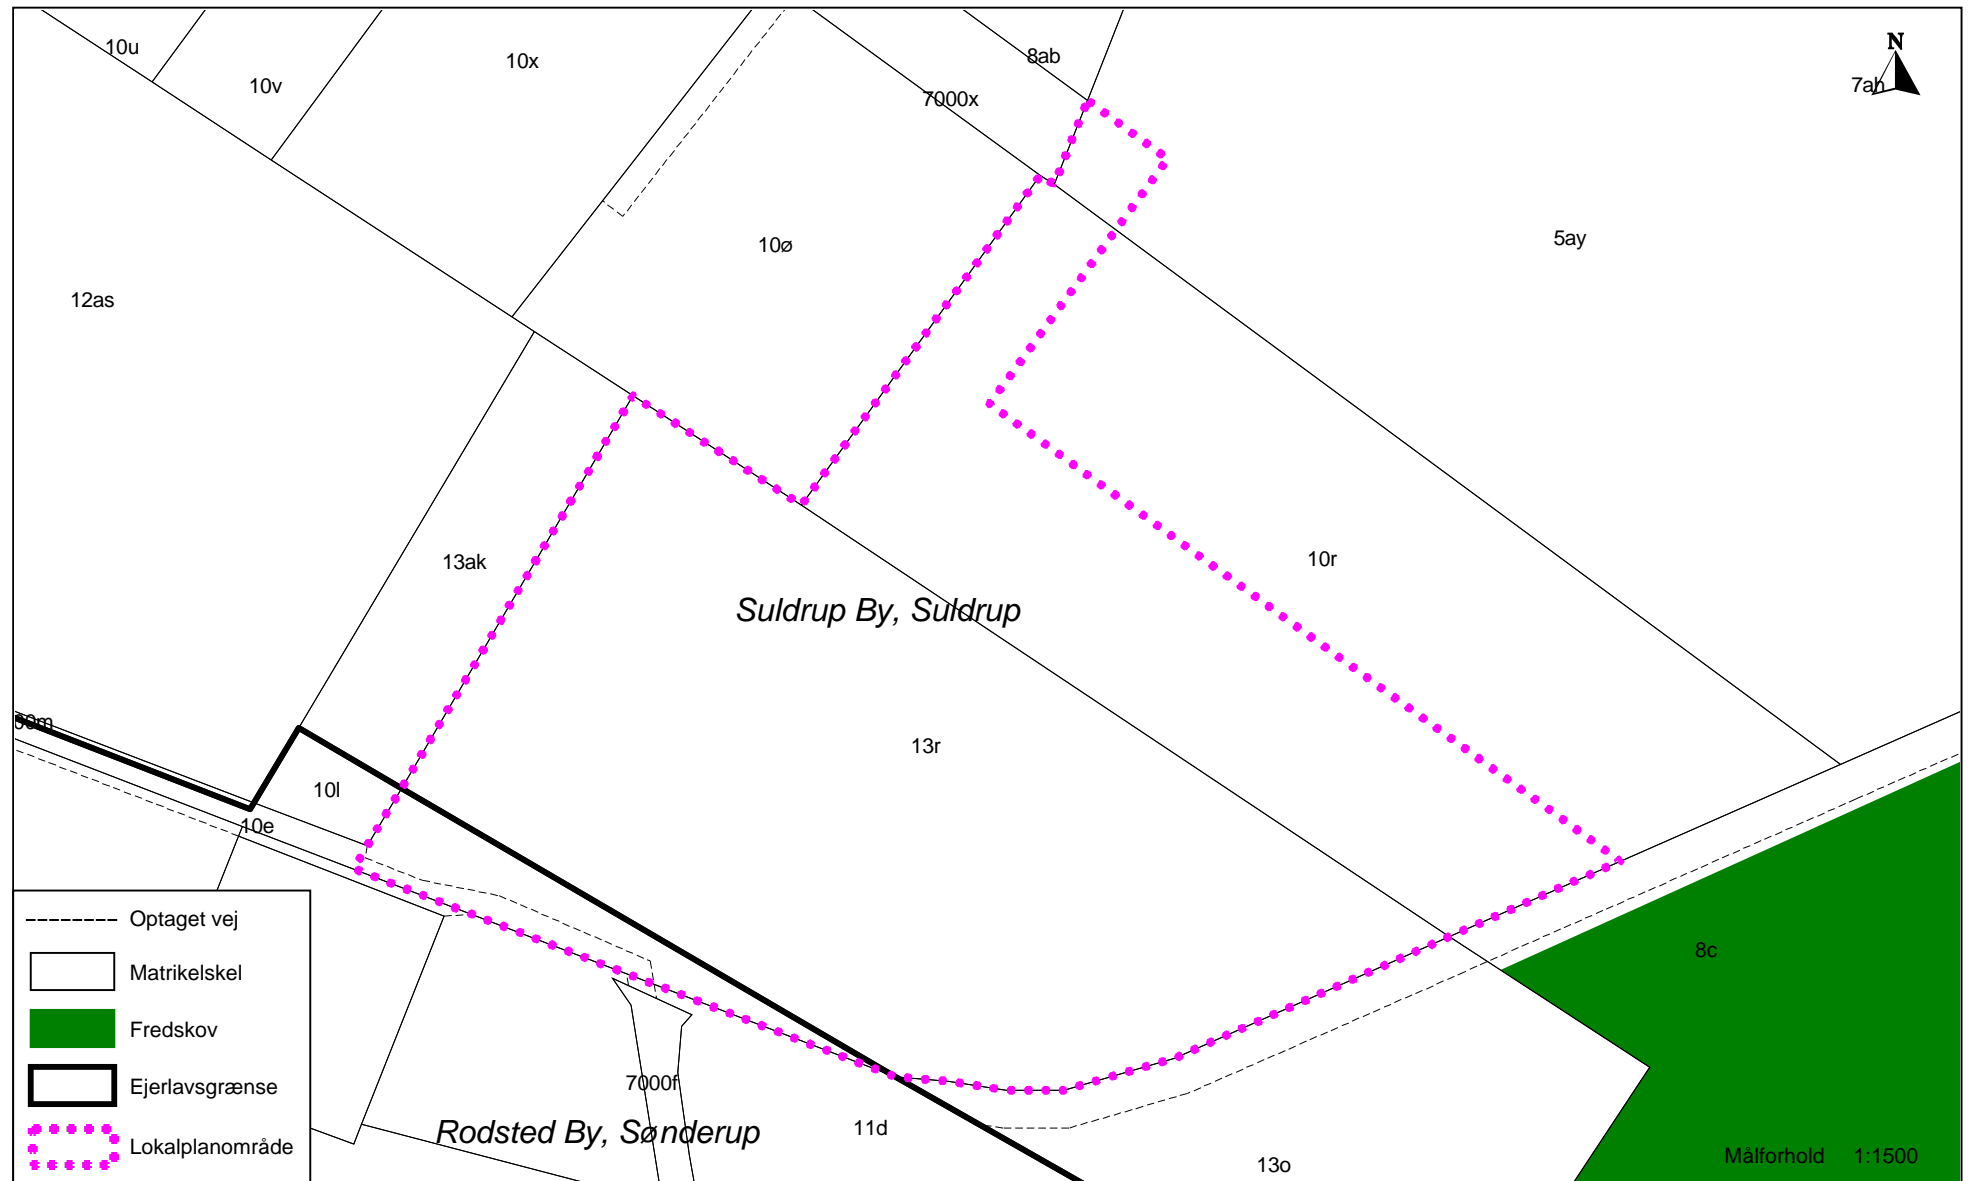 10u
10v
10x
8ab
7000x
N
7ah
10ø
5ay
12as
13ak
10r
Suldrup By, Suldrup
13r
10l
10e
Optaget vej
Matrikelskel
Fredskov
Ejerlavsgrænse
Lokalplanområde
8c
7000f
Rodsted By, Sønderup
11d
13o
Målforhold 1:1500